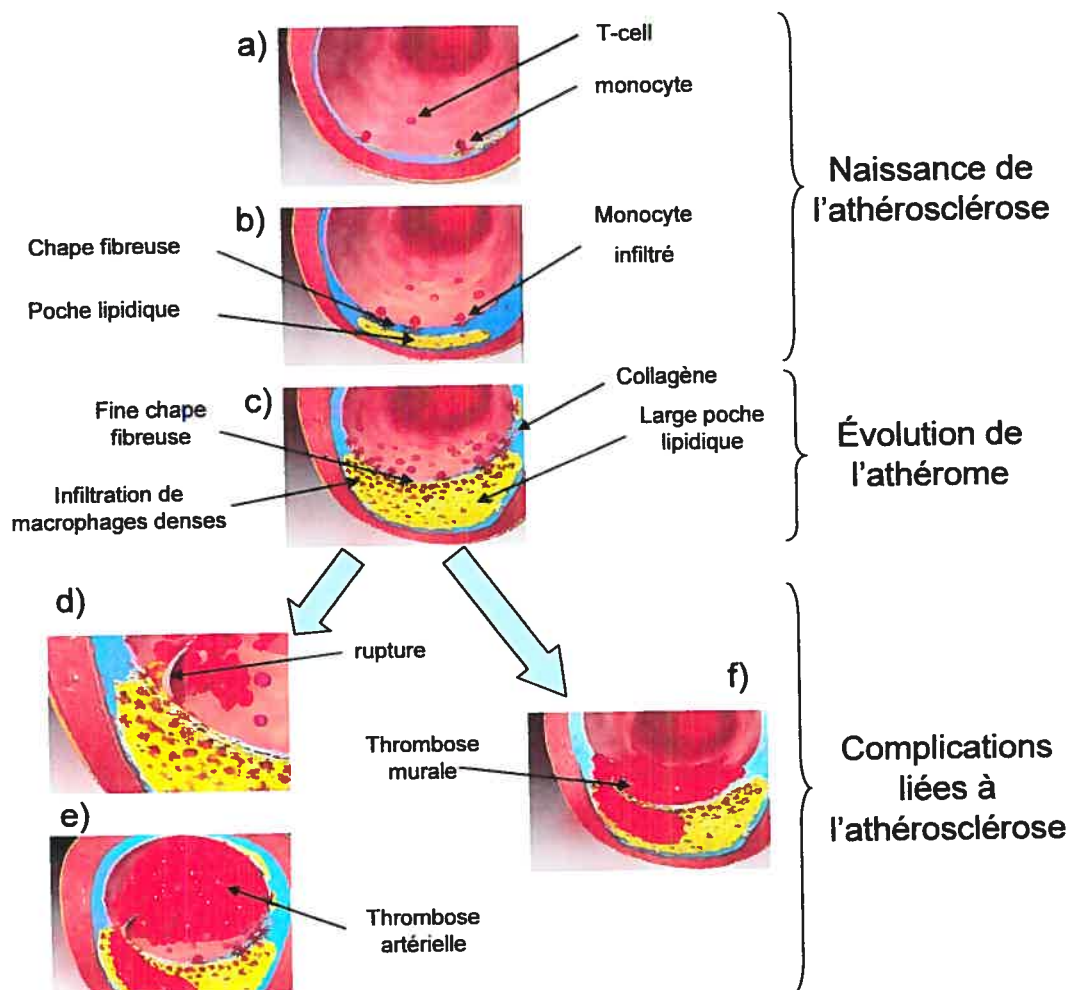 a)
T-cell
monocyte
Naissance de
l'athérosclérose
b)
Chape fibreuse
Poche lipidique
Monocyte
infiltré
c)
Fine chape
fibreuse
Infiltration de
macrophages denses
Collagène
Large poche
lipidique
Évolution de
l'athérome
d)
rupture
e)
Thrombose
artérielle
f)
Thrombose
murale
Complications
liées à
l'athérosclérose